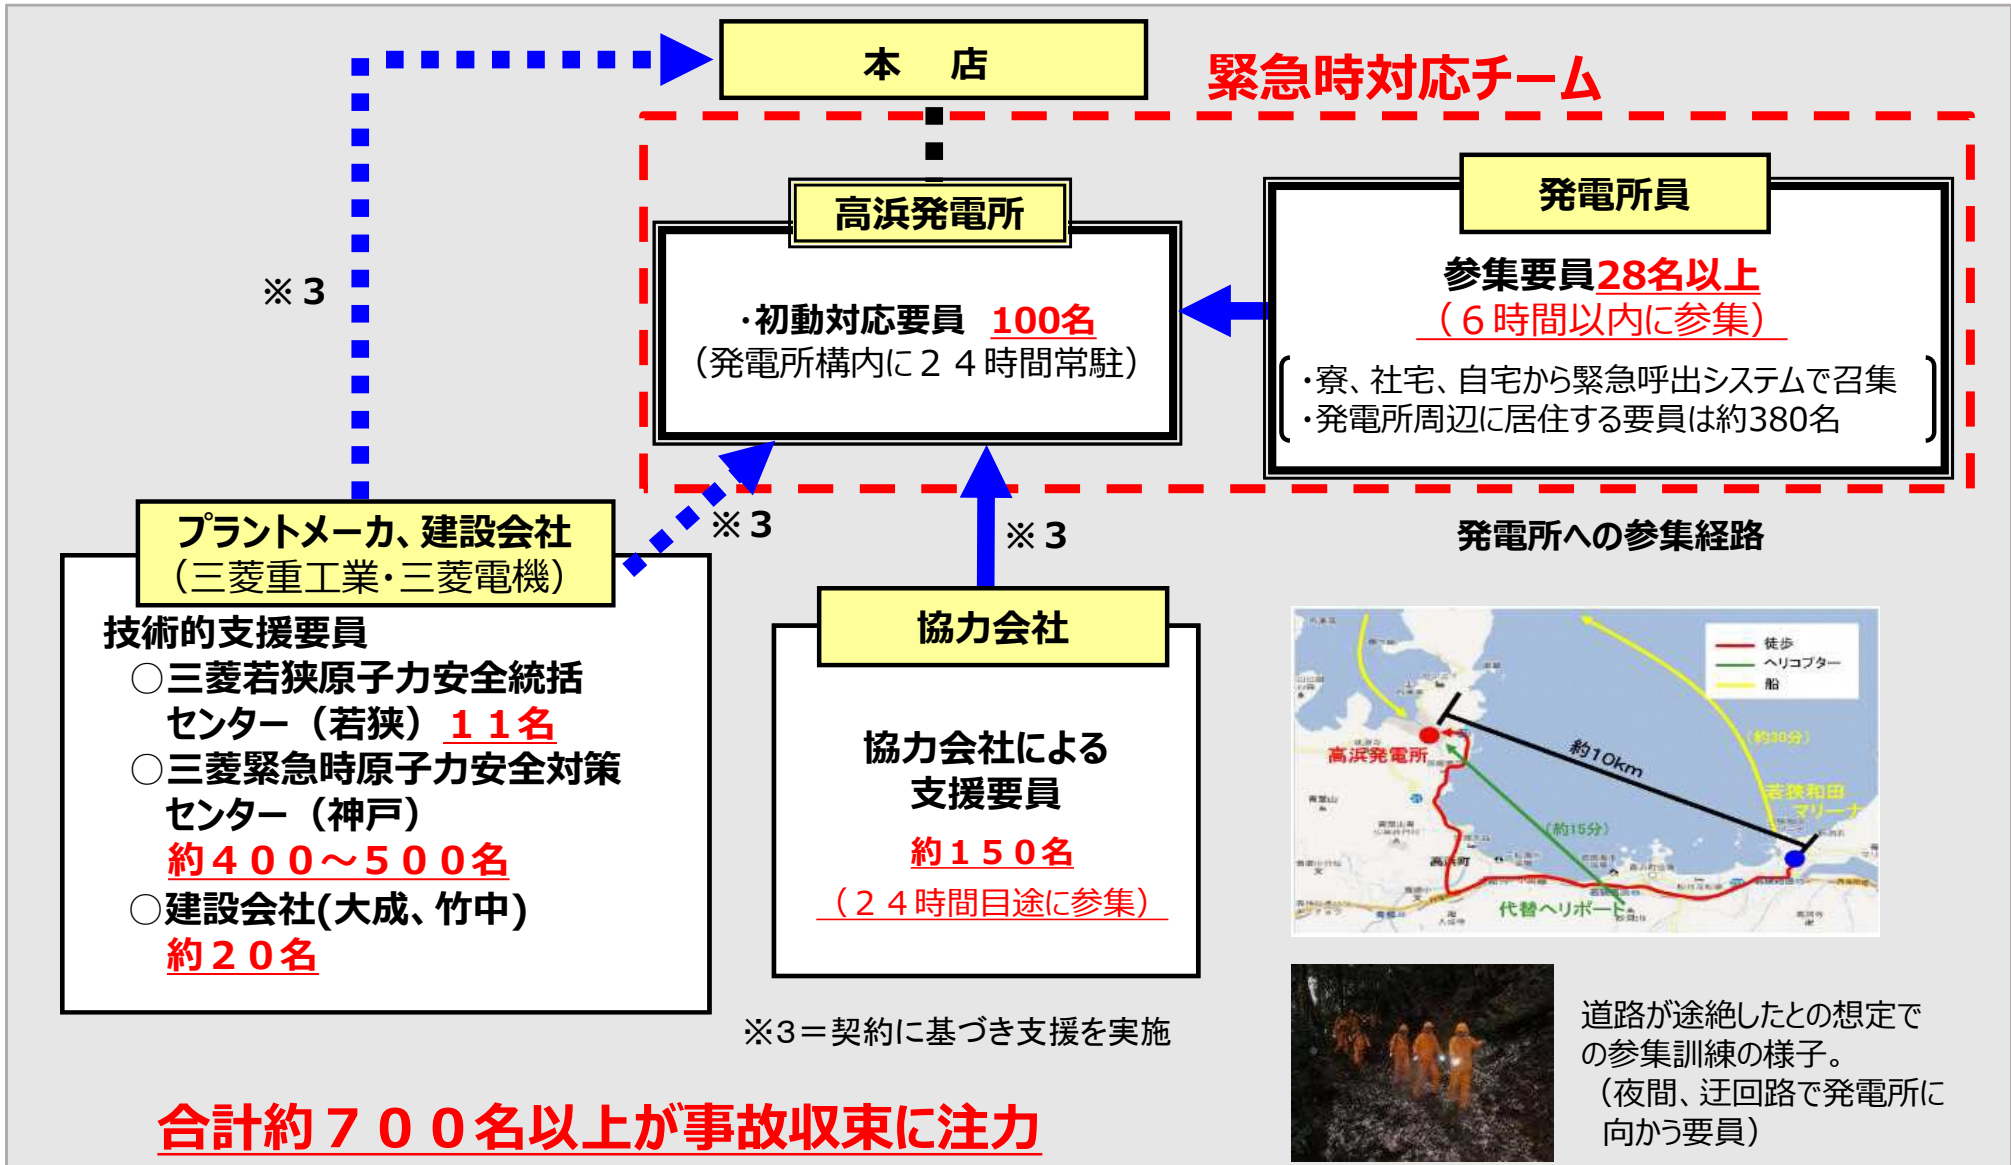 本　店
緊急時対応チーム
高浜発電所
・初動対応要員　100名
（発電所構内に２４時間常駐）
発電所員
参集要員28名以上
（６時間以内に参集）
・寮、社宅、自宅から緊急呼出システムで召集
・発電所周辺に居住する要員は約380名
※３
※３
※３
プラントメーカ、建設会社
（三菱重工業・三菱電機）
技術的支援要員
○三菱若狭原子力安全統括
センター（若狭）１１名
○三菱緊急時原子力安全対策
センター（神戸）
約４００～５００名
○建設会社(大成、竹中)
約２０名
協力会社
協力会社による
支援要員
約１５０名
（２４時間目途に参集）
※3＝契約に基づき支援を実施
合計約７００名以上が事故収束に注力
発電所への参集経路
徒歩
ヘリコプター
船
高浜発電所
約10km
（約30分）
若狭和田
マリーナ
（約15分）
高浜町
代替ヘリポート
道路が途絶したとの想定で
の参集訓練の様子。
（夜間、迂回路で発電所に
向かう要員）